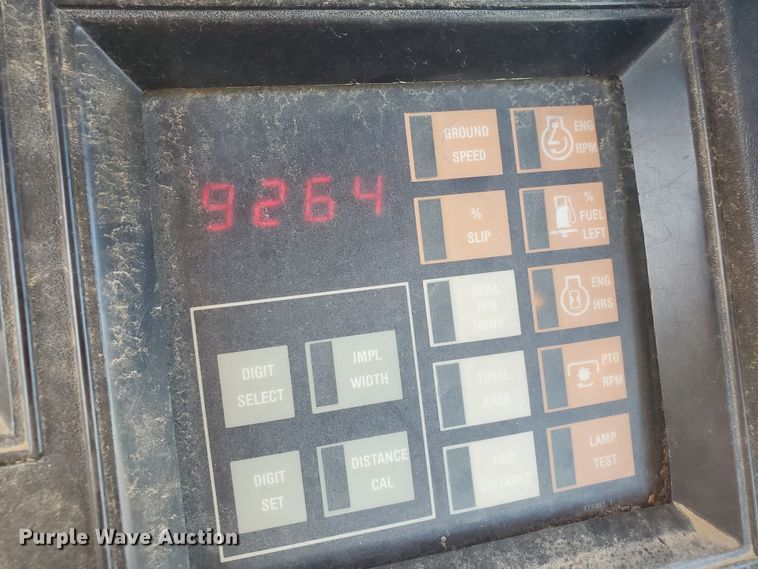 9264
GROUND
SPEED
ENG
RPM
%
SLIP
%
FUEL
LEFT
AREA
PER
HOUR
ENG
HRS
DIGIT
SELECT
IMPL
WIDTH
TOTAL
AREA
PTO
RPM
DIGIT
SET
DISTANCE
CAL
TRIP
DISTANCE
LAMP
TEST
Purple Wave Auction